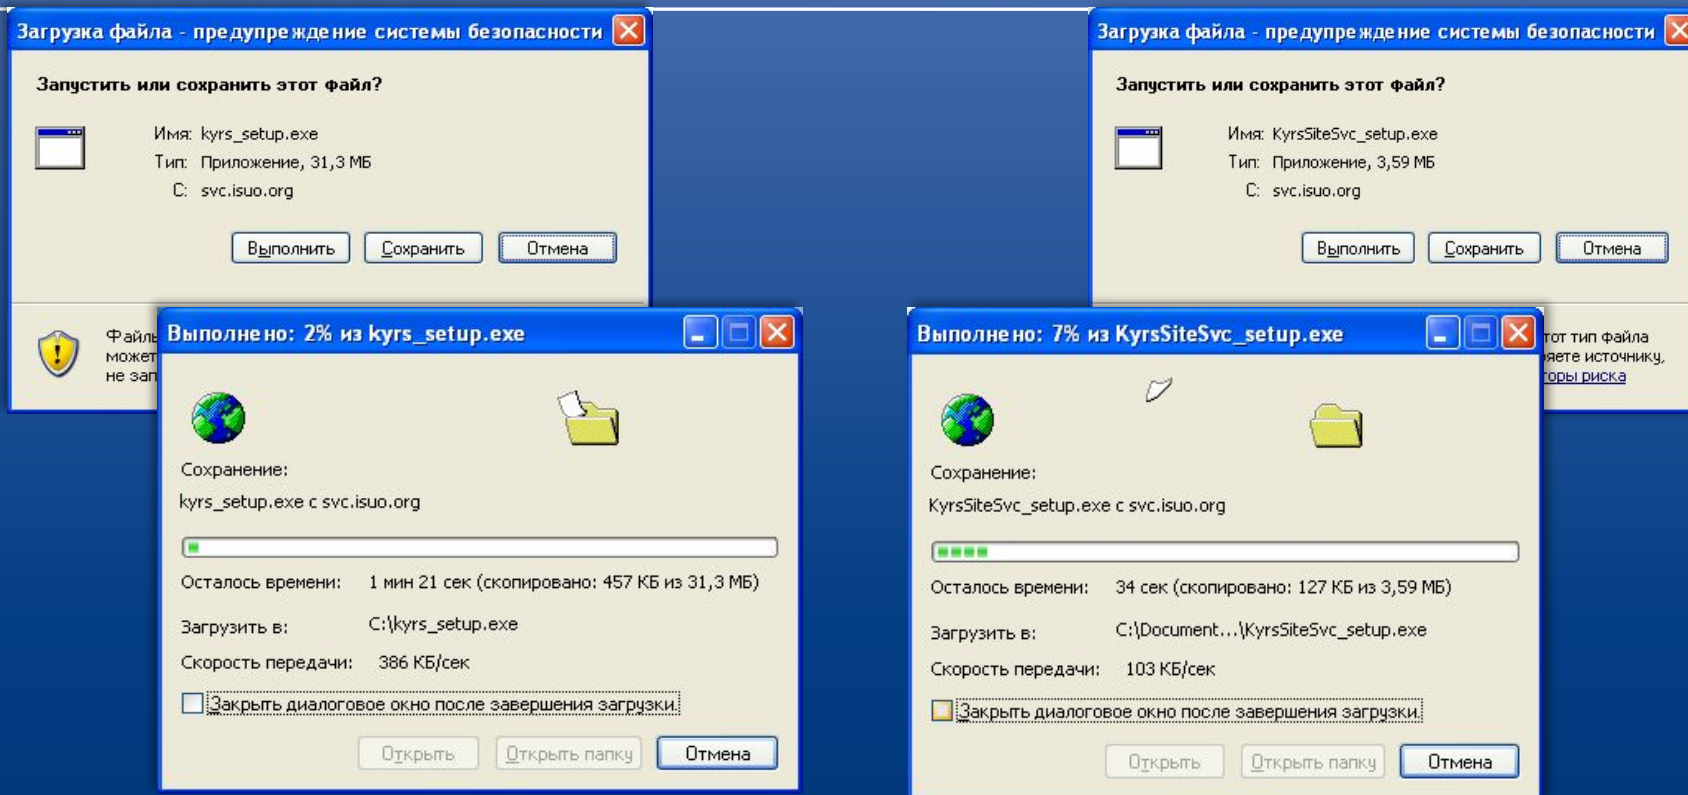 Загрузка файла - предупреждение системы безопасности
Запустить или сохранить этот файл?
Имя: kyrs_setup.exe
Тип: Приложение, 31,3 МБ
С: svc.isuo.org
Выполнить Сохранить Отмена
может
Выполнено: 2% из kyrs_setup.exe
Сохранение:
kyrs_setup.exe с svc.isuo.org
Осталось времени: 1 мин 21 сек (скопировано: 457 КБ из 31,3 МБ)
Загрузить в: C:\kyrs_setup.exe
Скорость передачи: 386 КБ/сек
Закрыть диалоговое окно после завершения загрузки.
Открыть Открыть папку Отмена
Загрузка файла - предупреждение системы безопасности
Запустить или сохранить этот файл?
Имя: KyrsSiteSvc_setup.exe
Тип: Приложение, 3,59 МБ
С: svc.isuo.org
Выполнить Сохранить Отмена
тип файла
источнику,
риска
Выполнено: 7% из KyrsSiteSvc_setup.exe
Сохранение:
KyrsSiteSvc_setup.exe с svc.isuo.org
Осталось времени: 34 сек (скопировано: 127 КБ из 3,59 МБ)
Загрузить в: C:\Document...\KyrsSiteSvc_setup.exe
Скорость передачи: 103 КБ/сек
Закрыть диалоговое окно после завершения загрузки.
Открыть Открыть папку Отмена